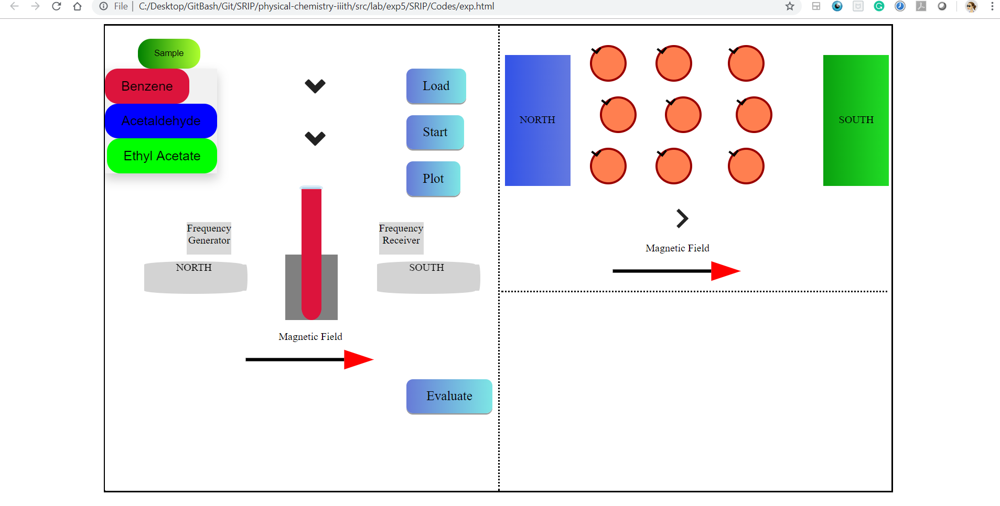 File
C:/Desktop/GitBash/Git/SRIP/physical-chemistry-iiith/src/lab/exp5/SRIP/Codes/exp.html
Sample
Benzene
Acetaldehyde
Ethyl Acetate
Load
Start
Plot
Frequency
Generator
Frequency
Receiver
NORTH
SOUTH
Magnetic Field
Evaluate
NORTH
SOUTH
Magnetic Field